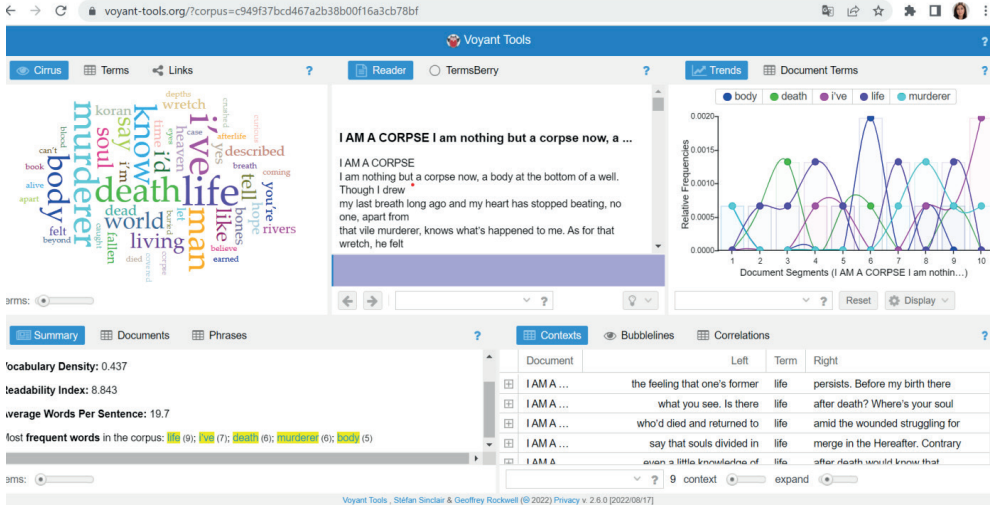 voyant-tools.org/?corpus=c949f37bcd467a2b38b00f16a3cb78bf
Voyant Tools
?
Cirrus Terms Links ?
Reader TermsBerry ?
Trends Document Terms ?
depths
koran wretch crushed
murderer say know time eyes i've case afterlife curious
blood can't soul i'm i'd heaven yes described
book body death life breath coming
alive apart world man tell you're
felt dead let buried like bones hope rivers
beyond caught fallen living believe
died covered corpse earned
erms:
I AM A CORPSE I am nothing but a corpse now, a ...
I AM A CORPSE
I am nothing but a corpse now, a body at the bottom of a well.
Though I drew
my last breath long ago and my heart has stopped beating, no
one, apart from
that vile murderer, knows what's happened to me. As for that
wretch, he felt
?
body death i've life murderer
Relative Frequencies
0.0020
0.0015
0.0010
0.0005
0.0000
1 2 3 4 5 6 7 8 9 10
Document Segments (I AM A CORPSE I am nothin…)
? Reset Display
Summary Documents Phrases ?
Vocabulary Density: 0.437
Readability Index: 8.843
Average Words Per Sentence: 19.7
Most frequent words in the corpus: life (9); i've (7); death (6); murderer (6); body (5)
ems:
Contexts Bubblelines Correlations ?
Document Left Term Right
I AM A ... the feeling that one's former life persists. Before my birth there
I AM A ... what you see. Is there life after death? Where's your soul
I AM A ... who'd died and returned to life amid the wounded struggling for
I AM A ... say that souls divided in life merge in the Hereafter. Contrary
I AM A even a little knowledge of life after death would know that
? 9 context expand
Voyant Tools , Stéfan Sinclair & Geoffrey Rockwell (© 2022) Privacy v. 2.6.0 [2022/08/17]